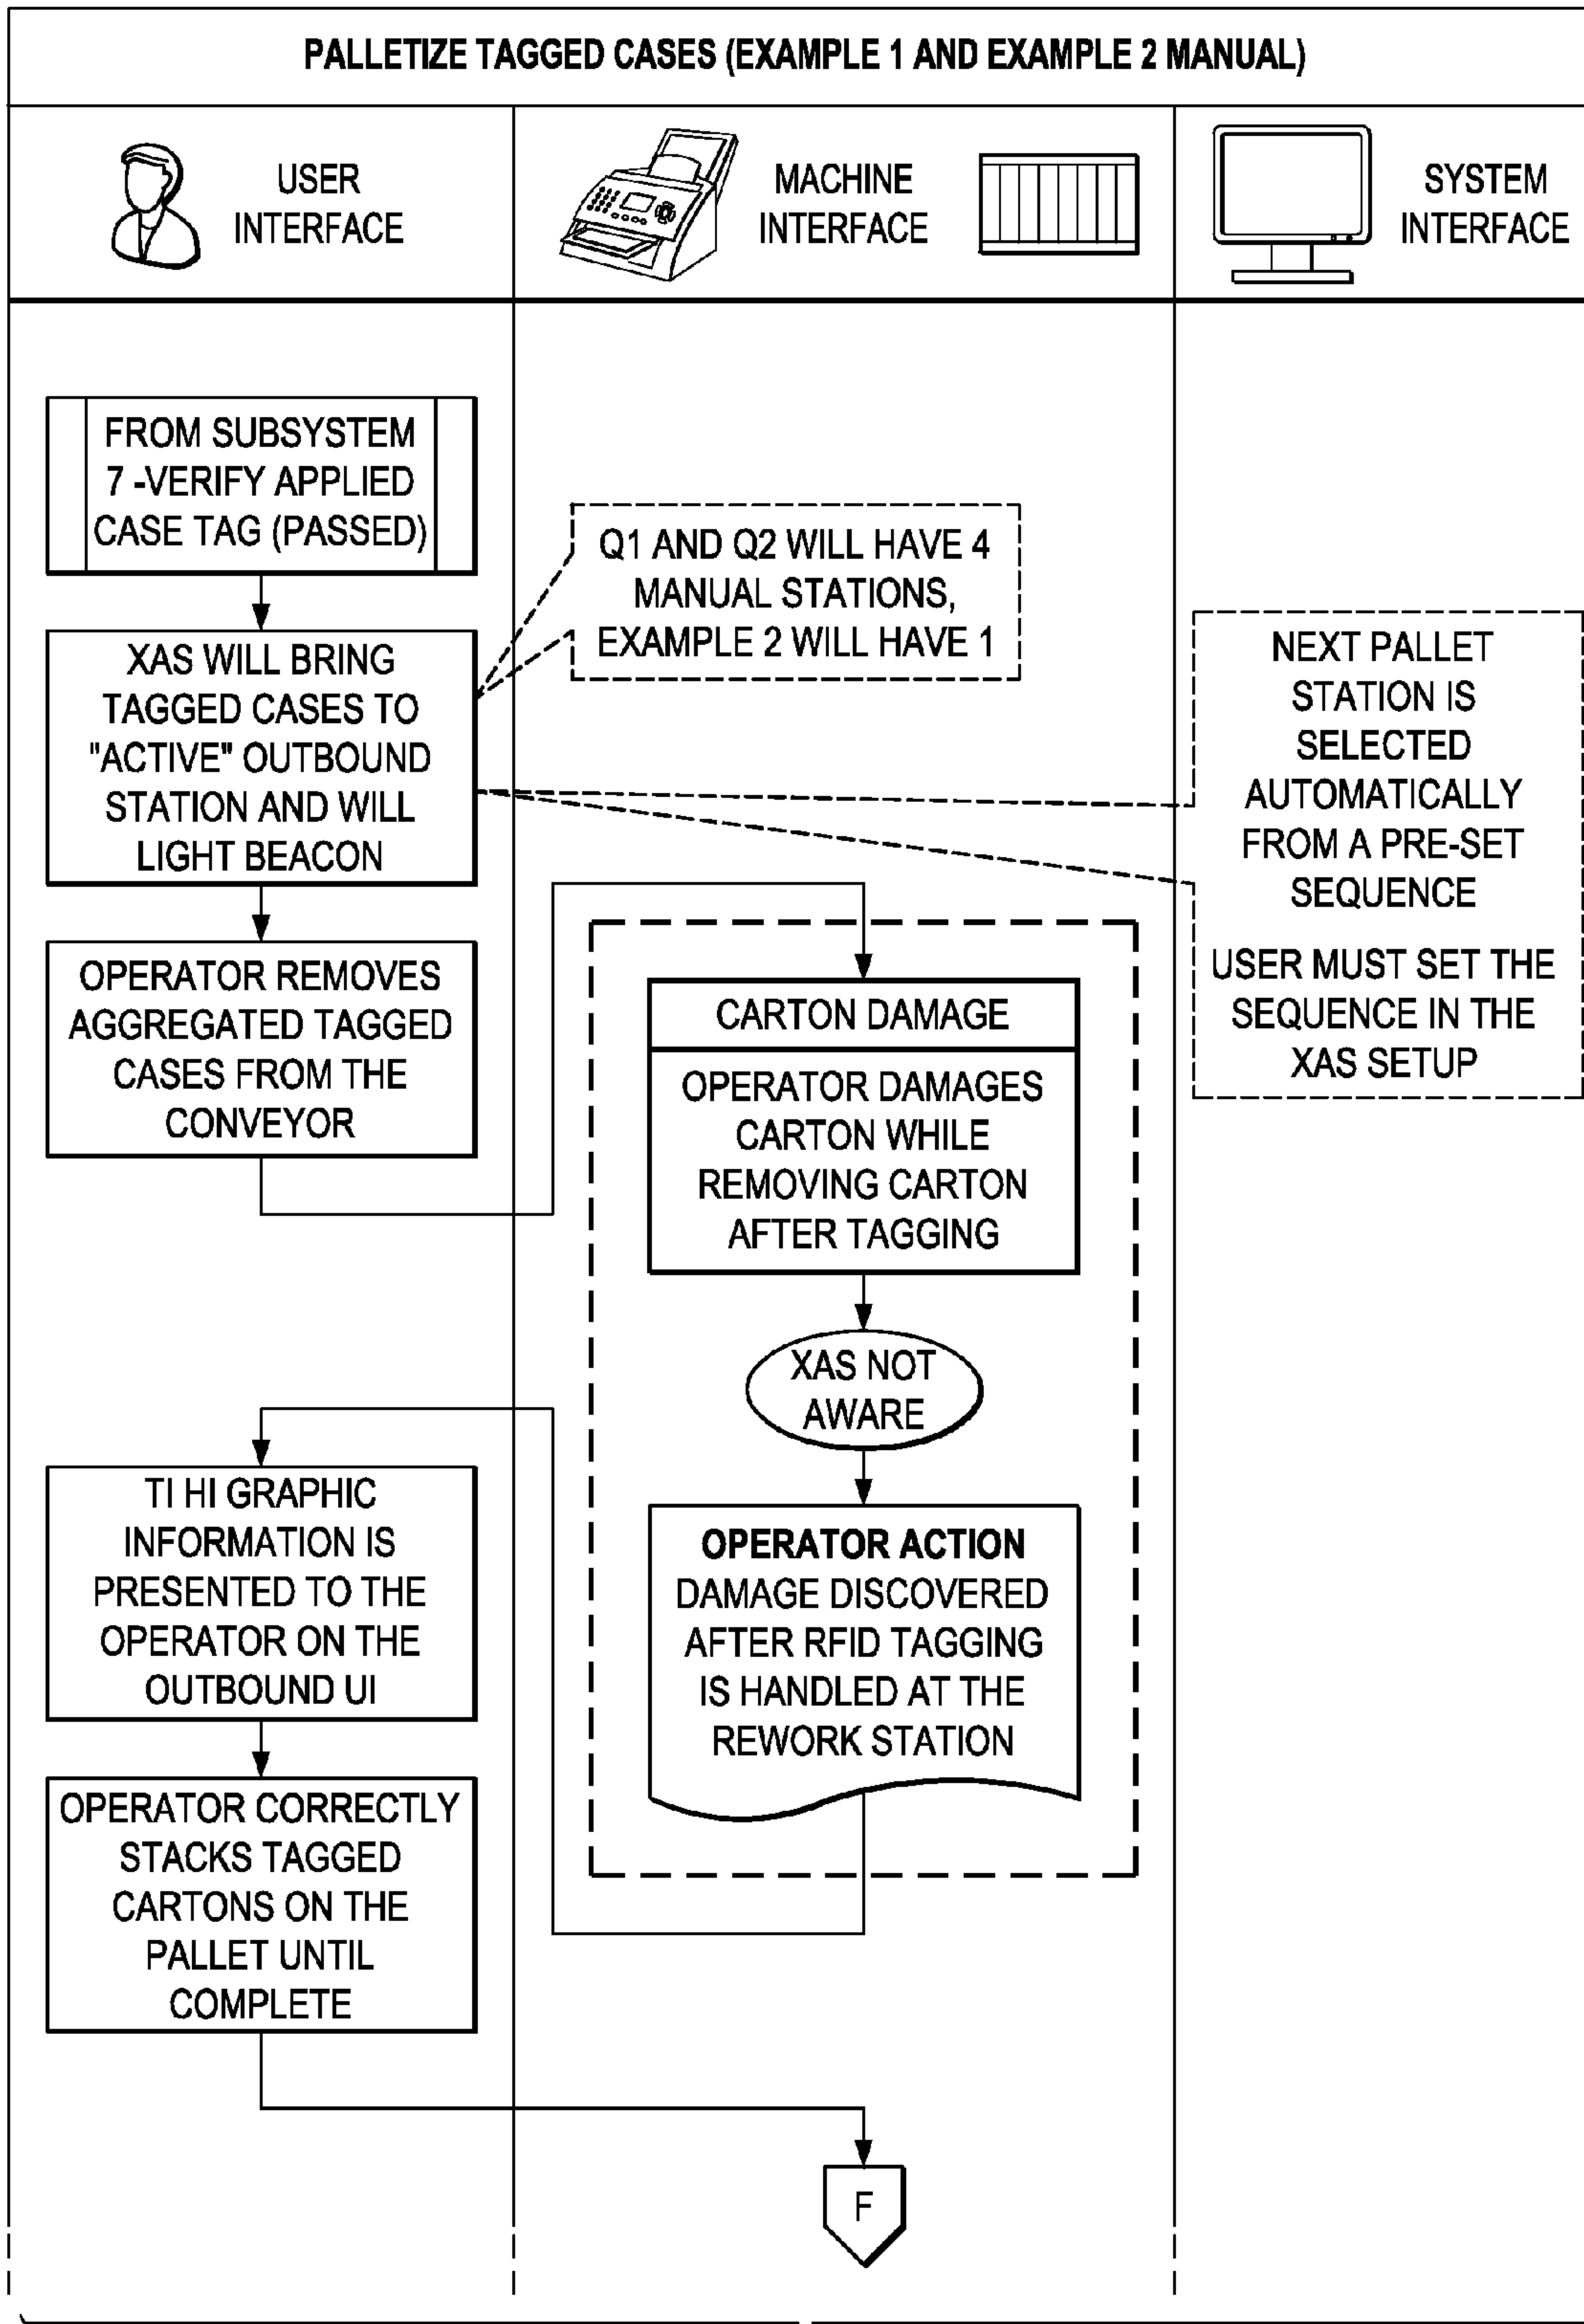 PALLETIZE TAGGED CASES (EXAMPLE 1 AND EXAMPLE 2 MANUAL)
USER
INTERFACE
MACHINE
INTERFACE
SYSTEM
INTERFACE
FROM SUBSYSTEM
7 -VERIFY APPLIED
CASE TAG (PASSED)
Q1 AND Q2 WILL HAVE 4
MANUAL STATIONS,
EXAMPLE 2 WILL HAVE 1
XAS WILL BRING
TAGGED CASES TO
"ACTIVE" OUTBOUND
STATION AND WILL
LIGHT BEACON
NEXT PALLET
STATION IS
SELECTED
AUTOMATICALLY
FROM A PRE-SET
SEQUENCE
USER MUST SET THE
SEQUENCE IN THE
XAS SETUP
OPERATOR REMOVES
AGGREGATED TAGGED
CASES FROM THE
CONVEYOR
CARTON DAMAGE
OPERATOR DAMAGES
CARTON WHILE
REMOVING CARTON
AFTER TAGGING
XAS NOT
AWARE
OPERATOR ACTION
DAMAGE DISCOVERED
AFTER RFID TAGGING
IS HANDLED AT THE
REWORK STATION
TI HI GRAPHIC
INFORMATION IS
PRESENTED TO THE
OPERATOR ON THE
OUTBOUND UI
OPERATOR CORRECTLY
STACKS TAGGED
CARTONS ON THE
PALLET UNTIL
COMPLETE
F